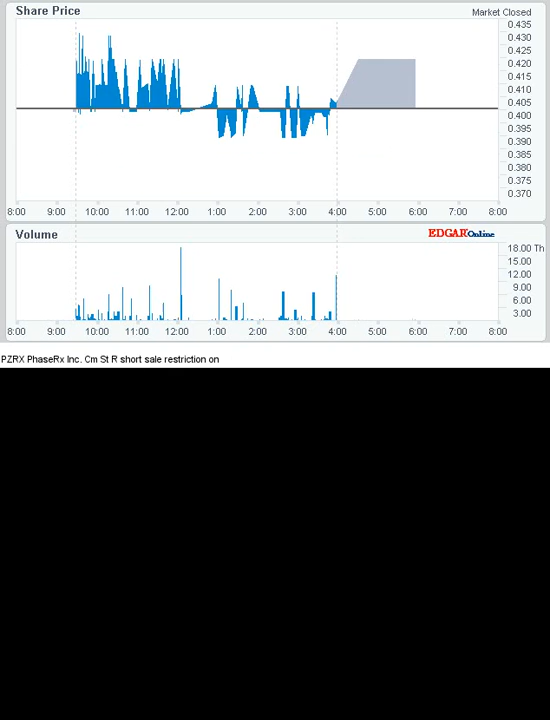 Share Price
Market Closed
0.435
0.430
0.425
0.420
0.415
0.410
0.405
0.400
0.395
0.390
0.385
0.380
0.375
0.370
8:00 9:00 10:00 11:00 12:00 1:00 2:00 3:00 4:00 5:00 6:00 7:00 8:00
Volume
EDGAR Online
18.00 Th
15.00
12.00
9.00
6.00
3.00
8:00 9:00 10:00 11:00 12:00 1:00 2:00 3:00 4:00 5:00 6:00 7:00 8:00
PZRX PhaseRx Inc. Cm St R short sale restriction on